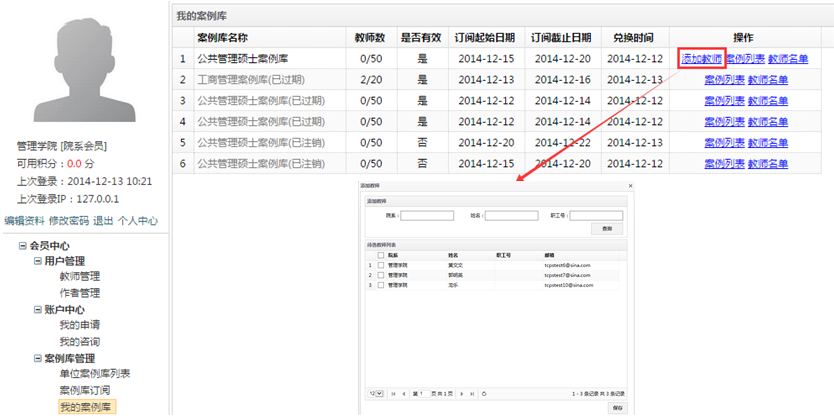 管理学院 [院系会员]
可用积分：0.0 分
上次登录：2014-12-13 10:21
上次登录IP：127.0.0.1
编辑资料 修改密码 退出 个人中心
会员中心
用户管理
教师管理
作者管理
账户中心
我的申请
我的咨询
案例库管理
单位案例库列表
案例库订阅
我的案例库
我的案例库
案例库名称 教师数 是否有效 订阅起始日期 订阅截止日期 兑换时间 操作
1 公共管理硕士案例库 0/50 是 2014-12-15 2014-12-20 2014-12-12 添加教师 案例列表 教师名单
2 工商管理案例库(已过期) 2/20 是 2014-12-13 2014-12-16 2014-12-13 案例列表 教师名单
3 公共管理硕士案例库(已过期) 0/50 是 2014-12-12 2014-12-14 2014-12-12 案例列表 教师名单
4 公共管理硕士案例库(已过期) 0/50 是 2014-12-12 2014-12-14 2014-12-12 案例列表 教师名单
5 公共管理硕士案例库(已注销) 0/50 否 2014-12-20 2014-12-22 2014-12-13 案例列表 教师名单
6 公共管理硕士案例库(已注销) 0/50 否 2014-12-15 2014-12-20 2014-12-12 案例列表 教师名单
添加教师
添加教师
院系： 姓名： 职工号：
查询
待选教师列表
院系 姓名 职工号 邮箱
1 管理学院 黄文文 tcpstest6@sina.com
2 管理学院 郭明英 tcpstest7@sina.com
3 管理学院 龙乐 tcpstest10@sina.com
12 第 1 页 共 1 页 1 - 3 条记录 共 3 条记录
保存